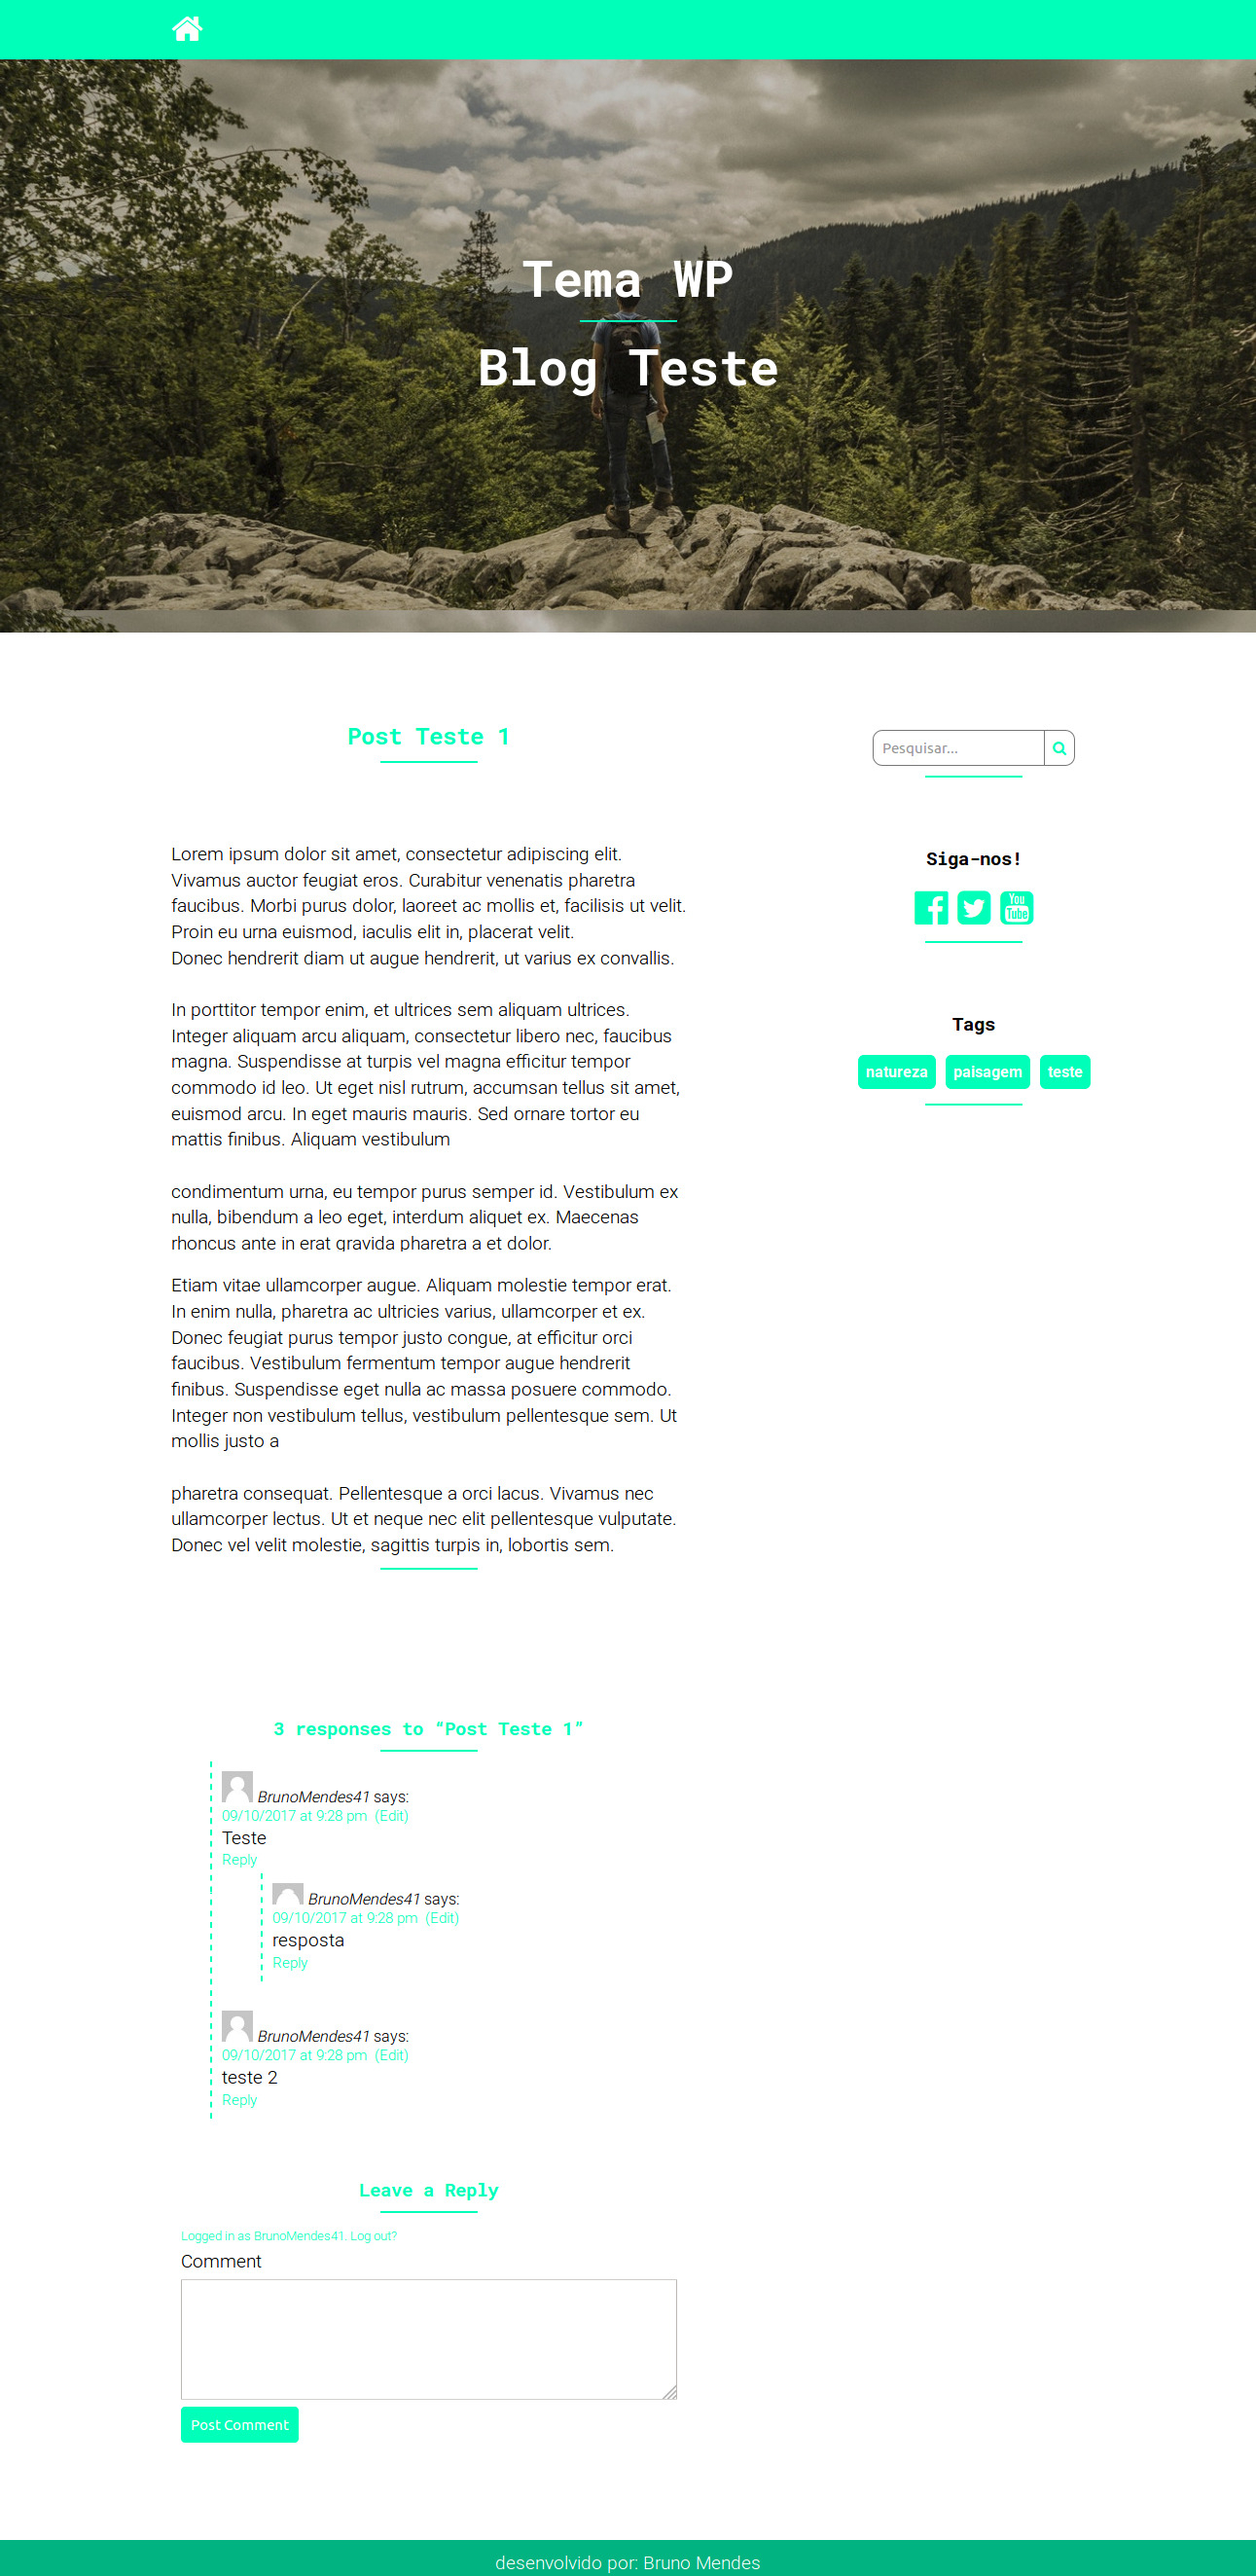 Tema WP
Blog Teste
Post Teste 1
Lorem ipsum dolor sit amet, consectetur adipiscing elit.
Vivamus auctor feugiat eros. Curabitur venenatis pharetra
faucibus. Morbi purus dolor, laoreet ac mollis et, facilisis ut velit.
Proin eu urna euismod, iaculis elit in, placerat velit.
Donec hendrerit diam ut augue hendrerit, ut varius ex convallis.
In porttitor tempor enim, et ultrices sem aliquam ultrices.
Integer aliquam arcu aliquam, consectetur libero nec, faucibus
magna. Suspendisse at turpis vel magna efficitur tempor
commodo id leo. Ut eget nisl rutrum, accumsan tellus sit amet,
euismod arcu. In eget mauris mauris. Sed ornare tortor eu
mattis finibus. Aliquam vestibulum
condimentum urna, eu tempor purus semper id. Vestibulum ex
nulla, bibendum a leo eget, interdum aliquet ex. Maecenas
rhoncus ante in erat gravida pharetra a et dolor.
Etiam vitae ullamcorper augue. Aliquam molestie tempor erat.
In enim nulla, pharetra ac ultricies varius, ullamcorper et ex.
Donec feugiat purus tempor justo congue, at efficitur orci
faucibus. Vestibulum fermentum tempor augue hendrerit
finibus. Suspendisse eget nulla ac massa posuere commodo.
Integer non vestibulum tellus, vestibulum pellentesque sem. Ut
mollis justo a
pharetra consequat. Pellentesque a orci lacus. Vivamus nec
ullamcorper lectus. Ut et neque nec elit pellentesque vulputate.
Donec vel velit molestie, sagittis turpis in, lobortis sem.
Pesquisar...
Siga-nos!
You
Tube
Tags
natureza paisagem teste
3 responses to “Post Teste 1”
BrunoMendes41 says:
09/10/2017 at 9:28 pm (Edit)
Teste
Reply
BrunoMendes41 says:
09/10/2017 at 9:28 pm (Edit)
resposta
Reply
BrunoMendes41 says:
09/10/2017 at 9:28 pm (Edit)
teste 2
Reply
Leave a Reply
Logged in as BrunoMendes41. Log out?
Comment
Post Comment
desenvolvido por: Bruno Mendes